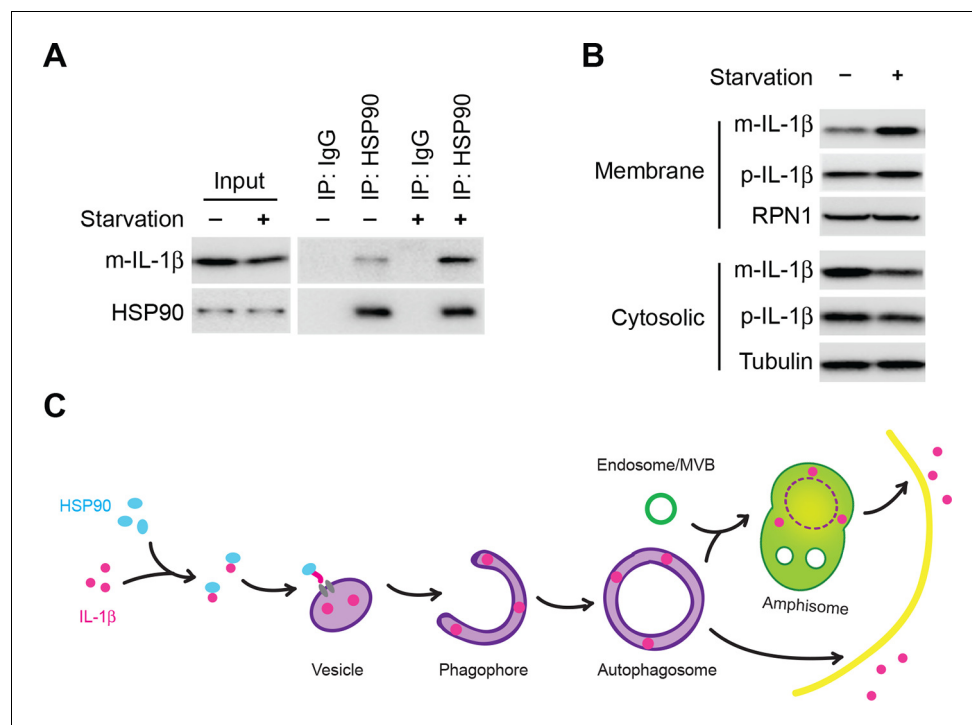 A
Input
IP: IgG
IP: HSP90
IP: IgG
IP: HSP90
Starvation – + – – + +
m-IL-1β
HSP90
B
Starvation – +
Membrane
m-IL-1β
p-IL-1β
RPN1
Cytosolic
m-IL-1β
p-IL-1β
Tubulin
C
HSP90
IL-1β
Vesicle
Phagophore
Autophagosome
Endosome/MVB
Amphisome